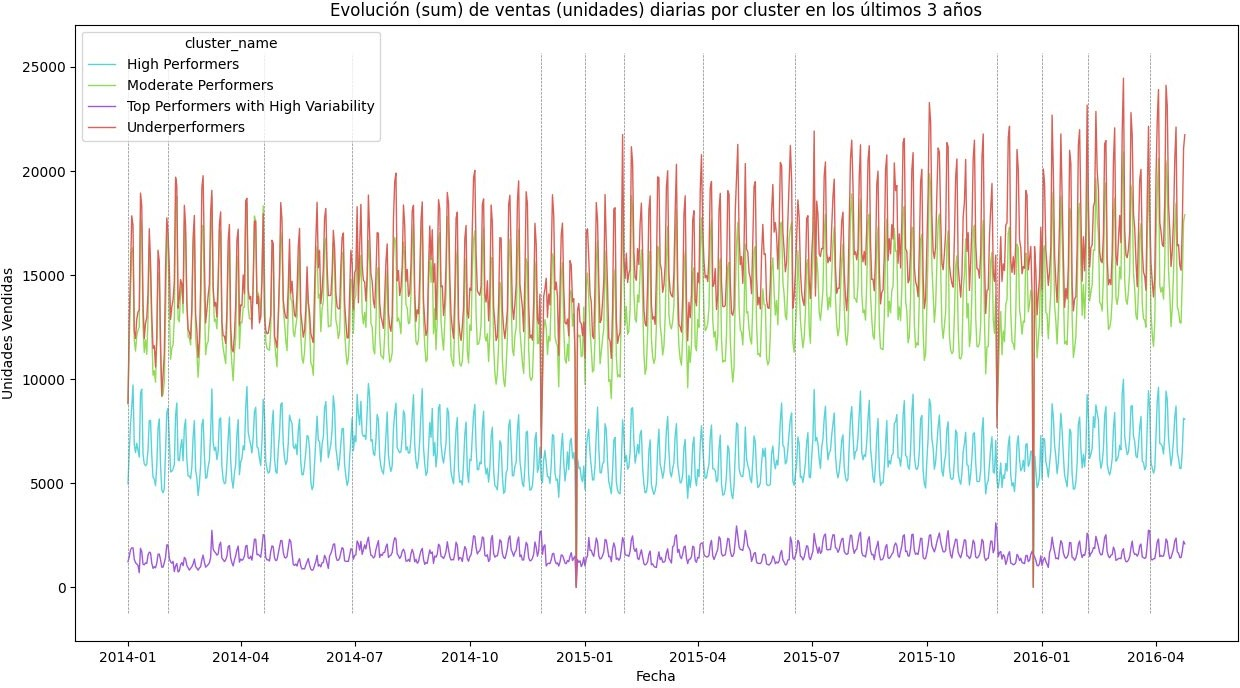 Evolución (sum) de ventas (unidades) diarias por cluster en los últimos 3 años
cluster_name
High Performers
Moderate Performers
Top Performers with High Variability
Underperformers
Unidades Vendidas
25000
20000
15000
10000
5000
0
2014-01 2014-04 2014-07 2014-10 2015-01 2015-04 2015-07 2015-10 2016-01 2016-04
Fecha